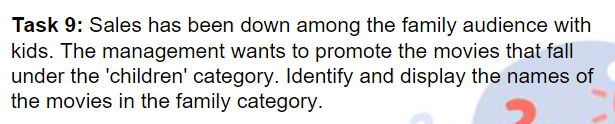 Task 9: Sales has been down among the family audience with
kids. The management wants to promote the movies that fall
under the 'children' category. Identify and display the names of
the movies in the family category.